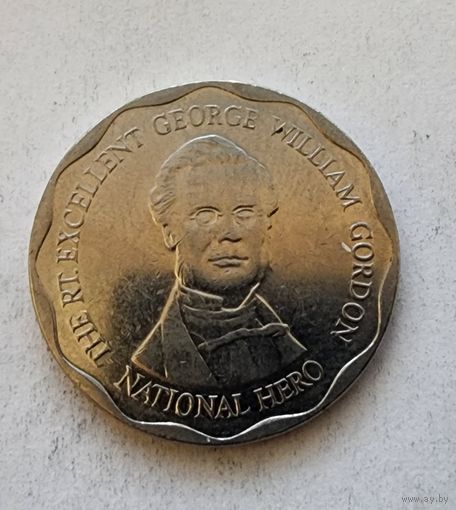 THE RT. EXCELLENT GEORGE WILLIAM GORDON
NATIONAL HERO
www.ay.by